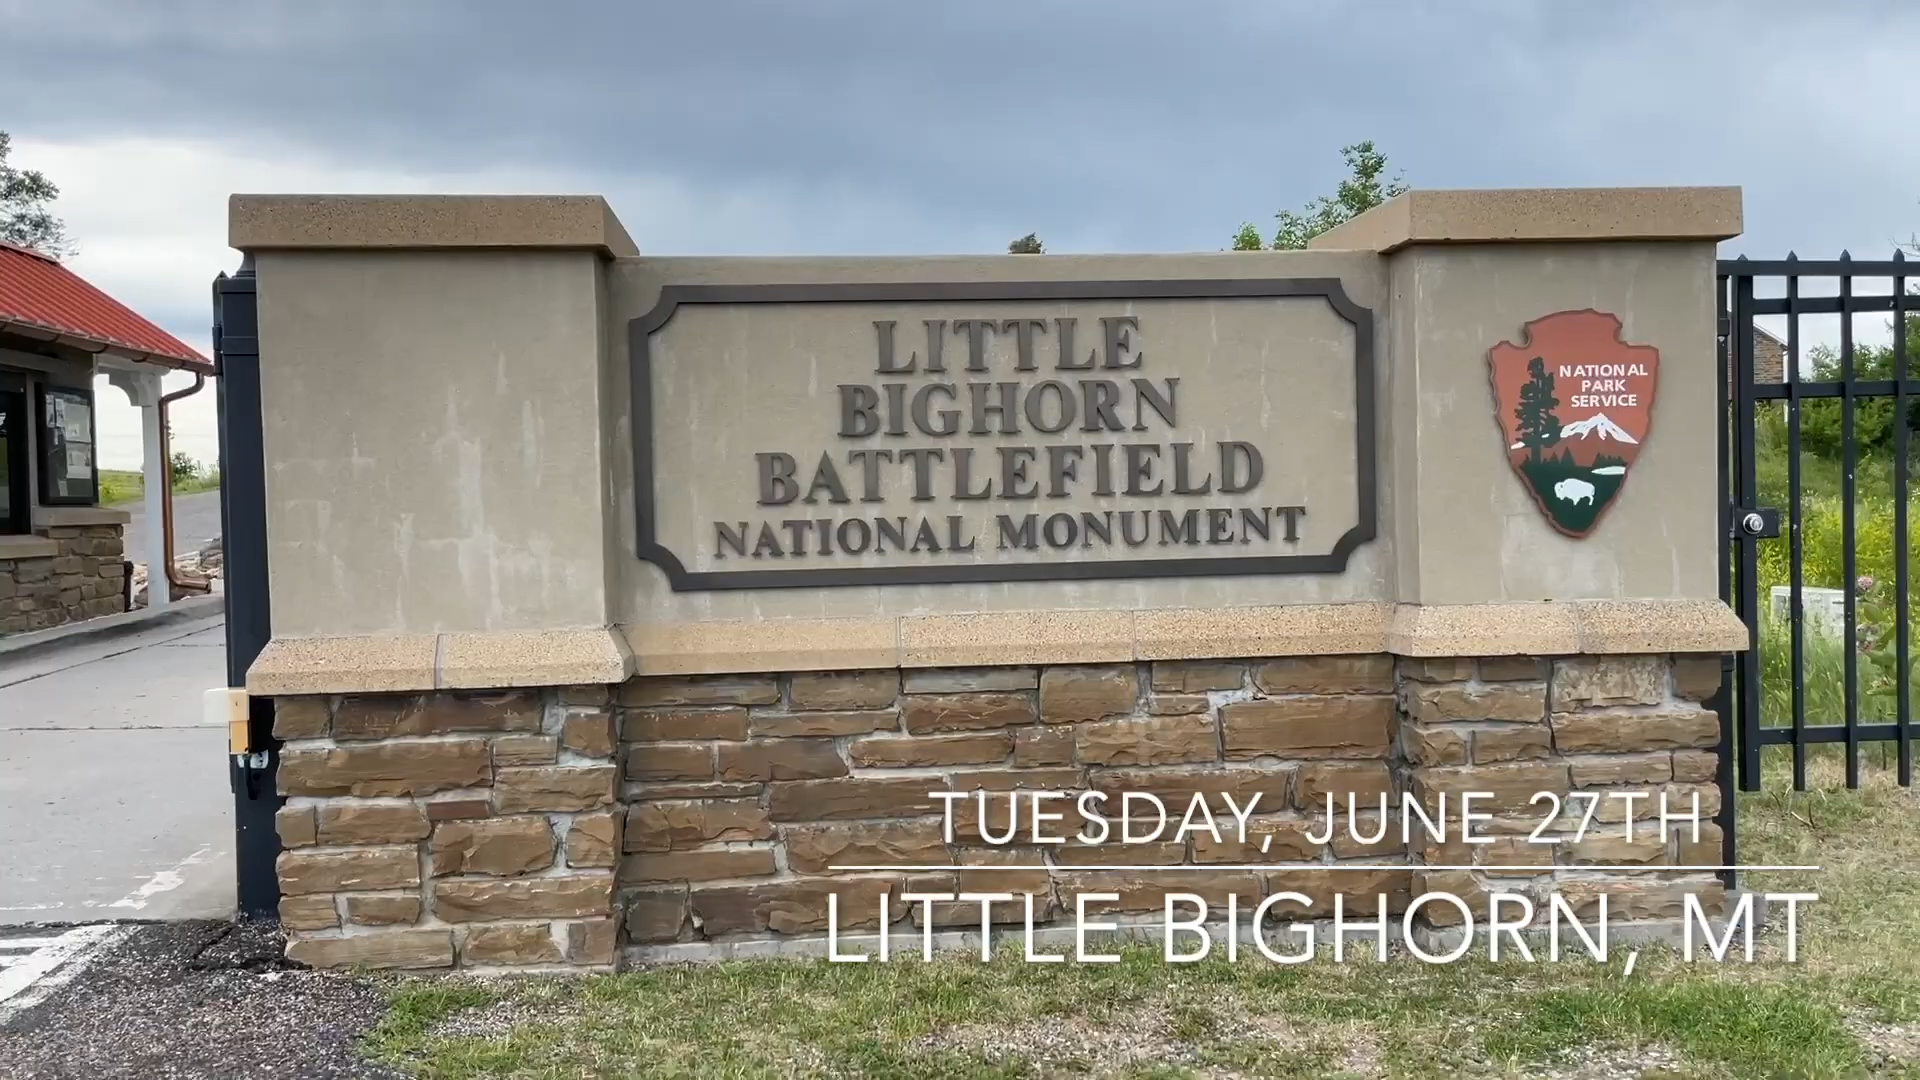 LITTLE
BIGHORN
BATTLEFIELD
NATIONAL MONUMENT
NATIONAL
PARK
SERVICE
TUESDAY, JUNE 27TH
LITTLE BIGHORN, MT